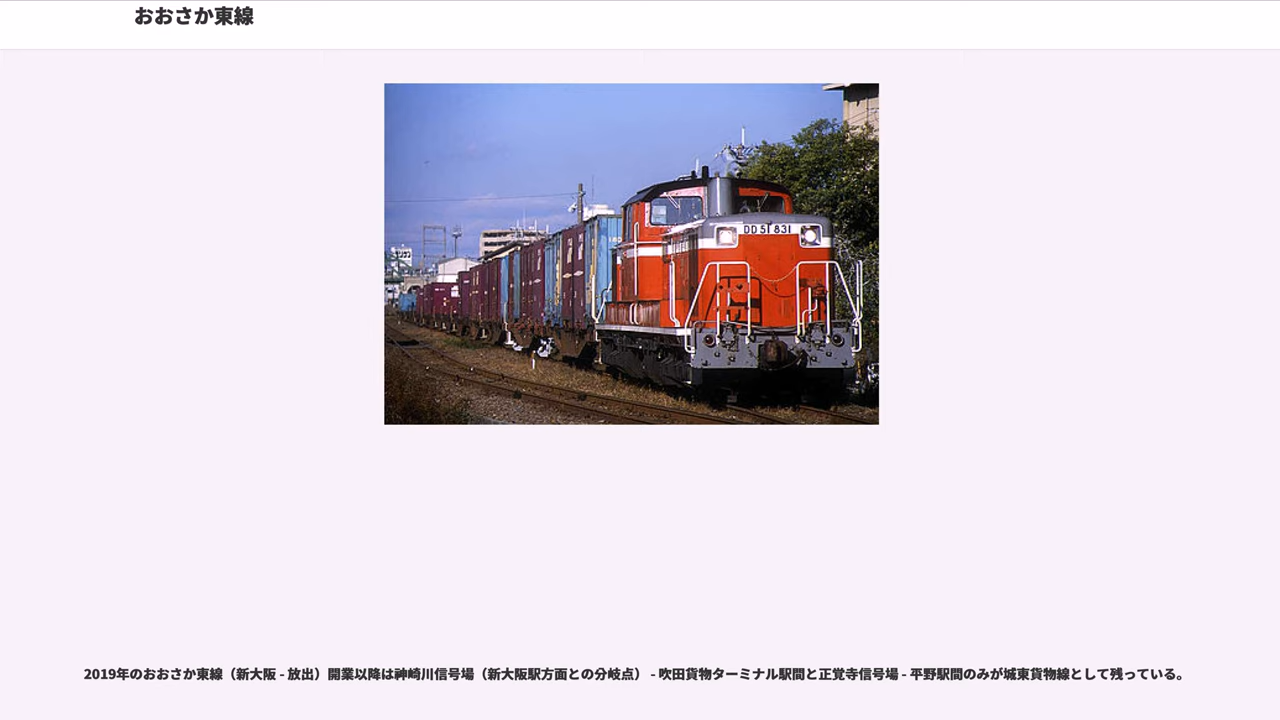 おおさか東線
DD51 831
2019年のおおさか東線（新大阪 - 放出）開業以降は神崎川信号場（新大阪駅方面との分岐点） - 吹田貨物ターミナル駅間と正覚寺信号場 - 平野駅間のみが城東貨物線として残っている。